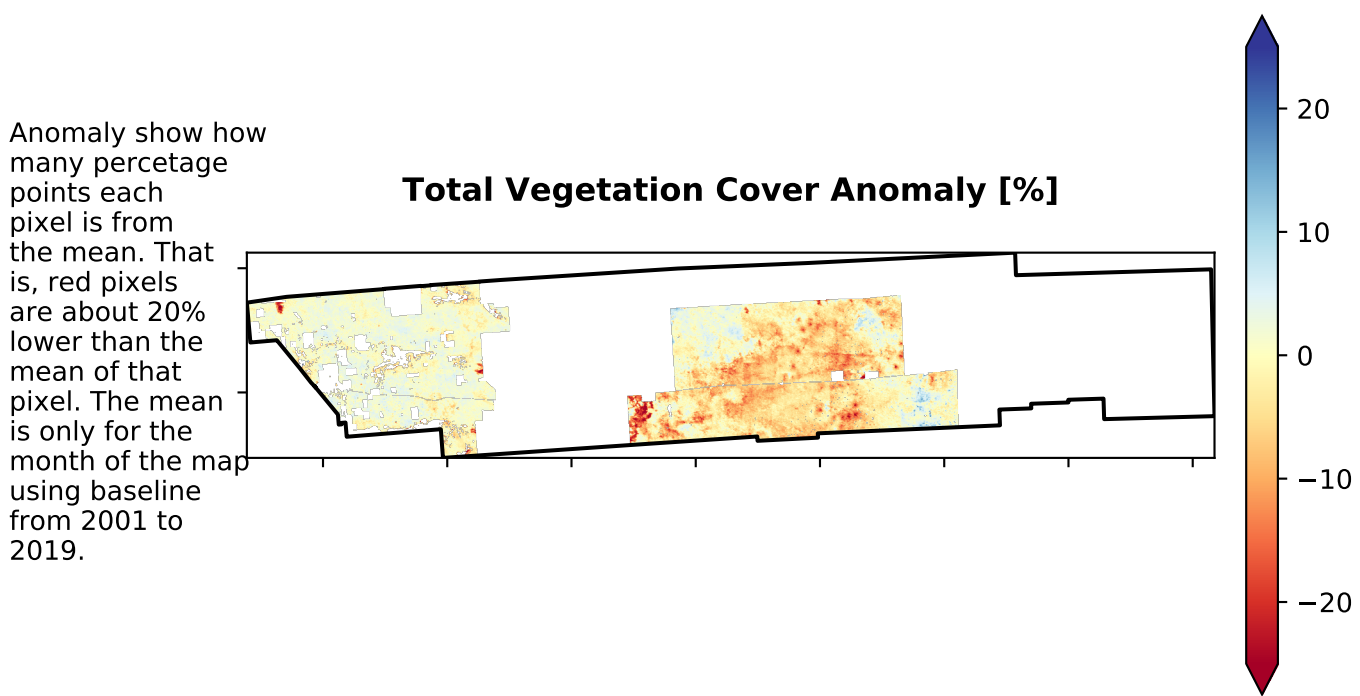 Anomaly show how
many percetage
points each
pixel is from
the mean. That
is, red pixels
are about 20%
lower than the
mean of that
pixel. The mean
is only for the
month of the map
using baseline
from 2001 to
2019.
Total Vegetation Cover Anomaly [%]
20
10
0
−10
−20